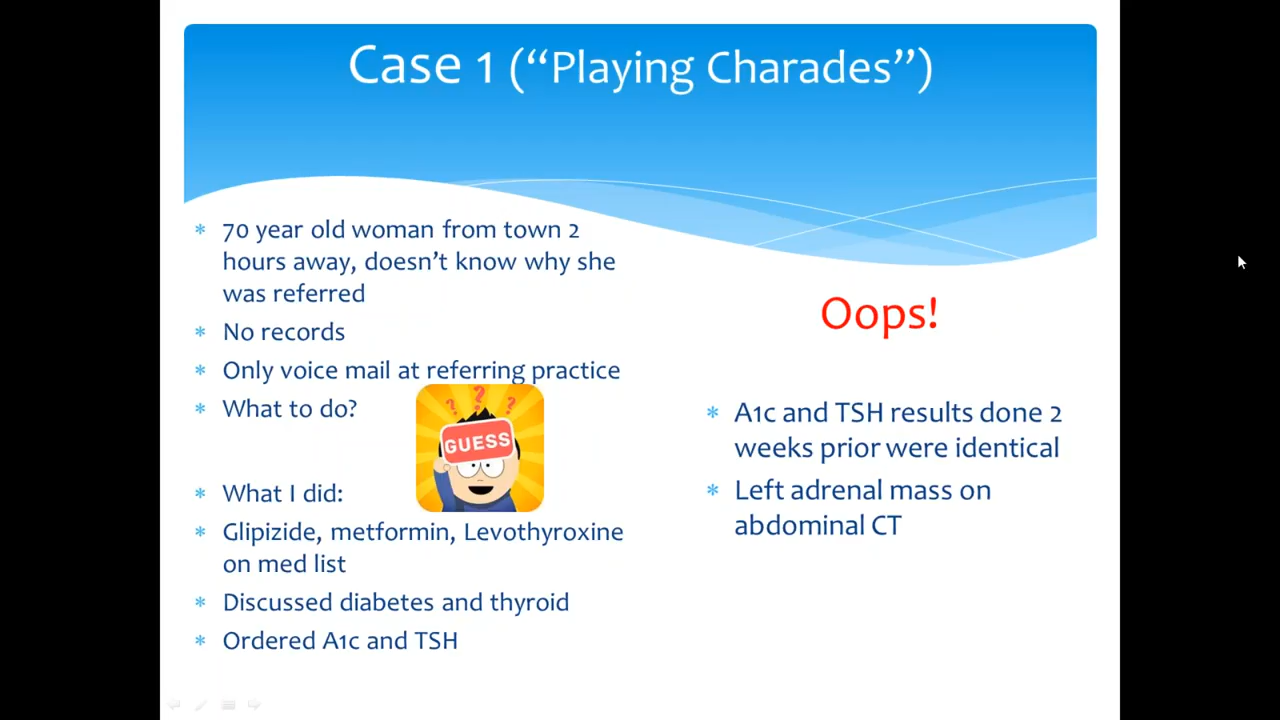 Case 1 (“Playing Charades”)
* 70 year old woman from town 2
hours away, doesn’t know why she
was referred
* No records
* Only voice mail at referring practice
* What to do?
GUESS
* What I did:
* Glipizide, metformin, Levothyroxine
on med list
* Discussed diabetes and thyroid
* Ordered A1c and TSH
Oops!
* A1c and TSH results done 2
weeks prior were identical
* Left adrenal mass on
abdominal CT